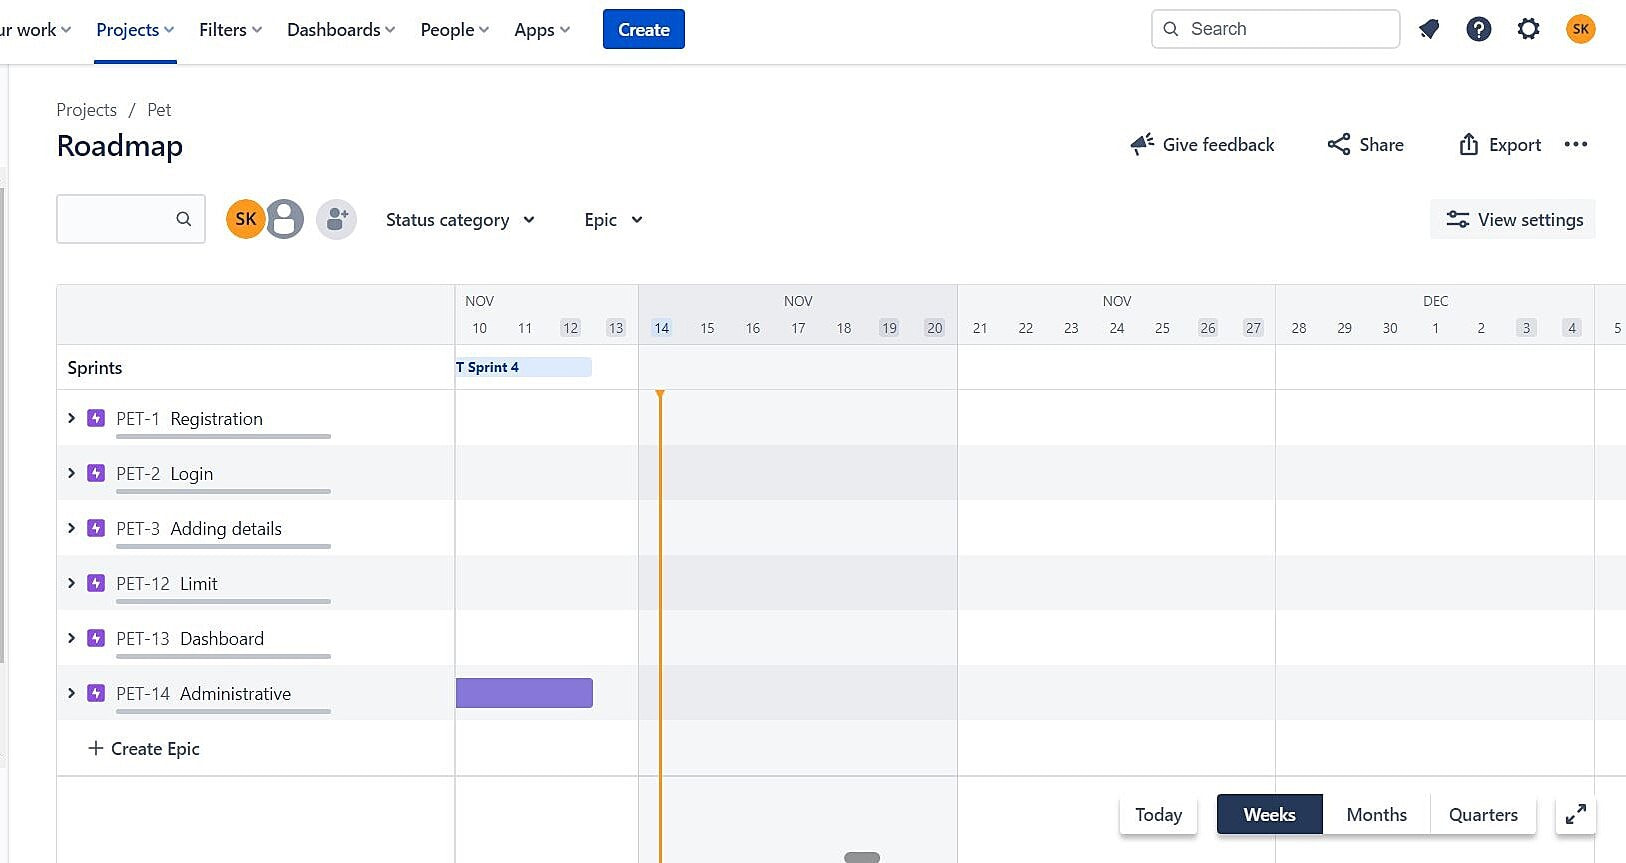 ur work Projects Filters Dashboards People Apps Create Search SK
Projects / Pet
Roadmap
Give feedback Share Export
SK Status category Epic View settings
NOV NOV NOV DEC
10 11 12 13 14 15 16 17 18 19 20 21 22 23 24 25 26 27 28 29 30 1 2 3 4 5
Sprints T Sprint 4
PET-1 Registration
PET-2 Login
PET-3 Adding details
PET-12 Limit
PET-13 Dashboard
PET-14 Administrative
+ Create Epic
Today Weeks Months Quarters